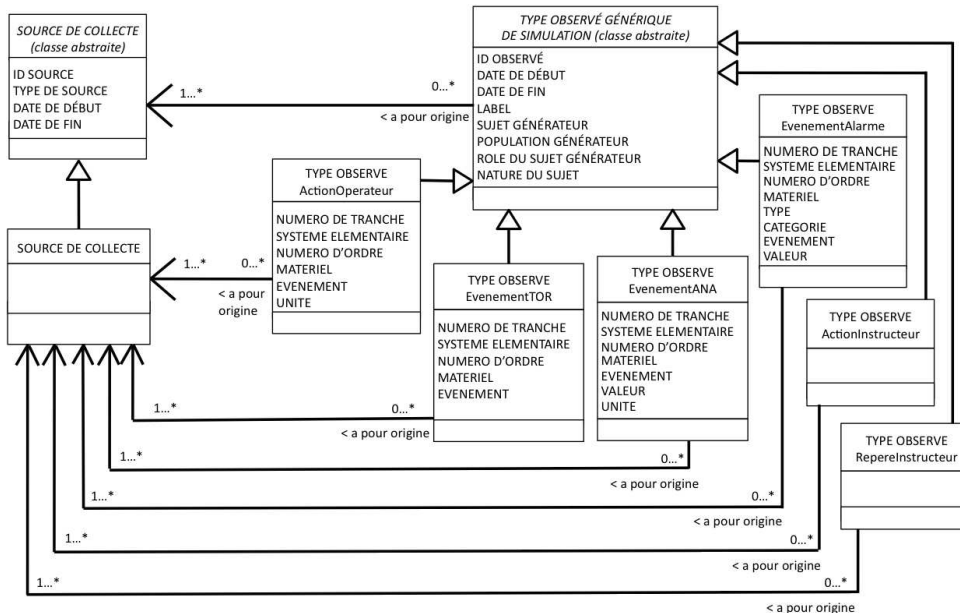 SOURCE DE COLLECTE
(classe abstraite)
ID SOURCE
TYPE DE SOURCE
DATE DE DÉBUT
DATE DE FIN
TYPE OBSERVÉ GÉNÉRIQUE
DE SIMULATION (classe abstraite)
ID OBSERVÉ
DATE DE DÉBUT
DATE DE FIN
LABEL
SUJET GÉNÉRATEUR
POPULATION GÉNÉRATEUR
ROLE DU SUJET GÉNÉRATEUR
NATURE DU SUJET
1...*
0...*
< a pour origine
TYPE OBSERVE
EvenementAlarme
NUMERO DE TRANCHE
SYSTEME ELEMENTAIRE
NUMERO D'ORDRE
MATERIEL
TYPE
CATEGORIE
EVENEMENT
VALEUR
TYPE OBSERVE
ActionOperateur
NUMERO DE TRANCHE
SYSTEME ELEMENTAIRE
NUMERO D'ORDRE
MATERIEL
EVENEMENT
UNITE
SOURCE DE COLLECTE
1...*
0...*
< a pour
origine
TYPE OBSERVE
EvenementTOR
NUMERO DE TRANCHE
SYSTEME ELEMENTAIRE
NUMERO D'ORDRE
MATERIEL
EVENEMENT
TYPE OBSERVE
EvenementANA
NUMERO DE TRANCHE
SYSTEME ELEMENTAIRE
NUMERO D'ORDRE
MATERIEL
EVENEMENT
VALEUR
UNITE
TYPE OBSERVE
ActionInstructeur
TYPE OBSERVE
RepereInstructeur
1...*
0...*
< a pour origine
1...*
0...*
< a pour origine
1...*
0...*
< a pour origine
1...*
0...*
< a pour origine
1...*
0...*
< a pour origine